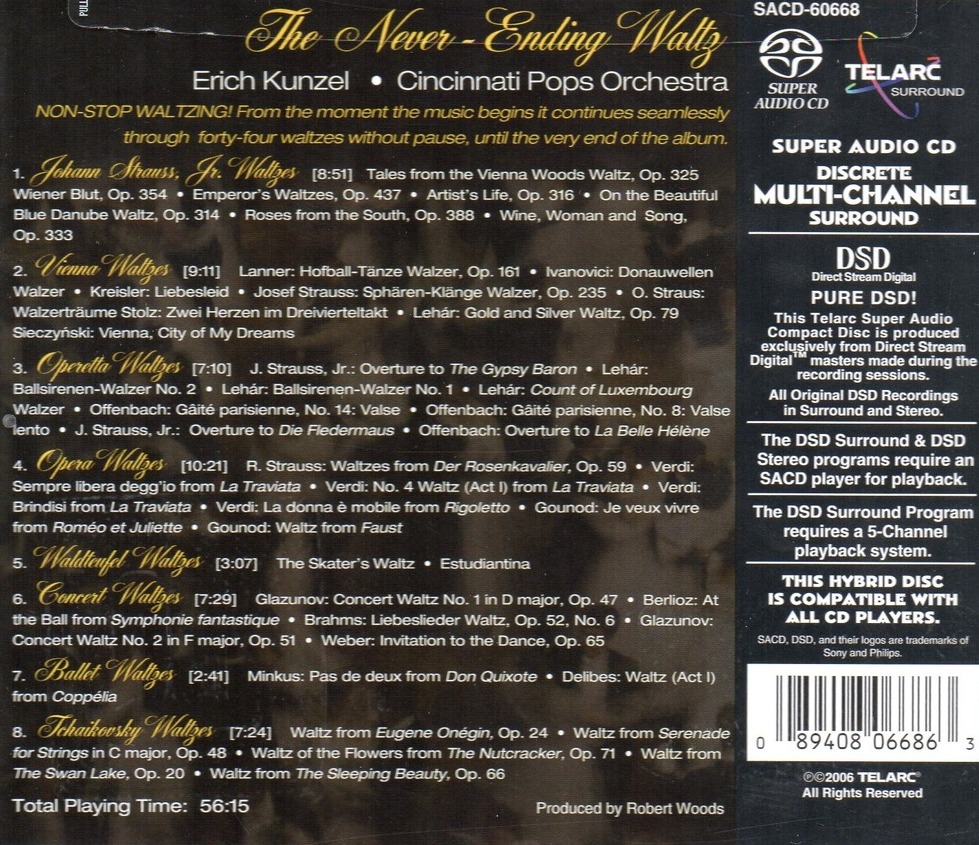 The Never-Ending Waltz
Erich Kunzel • Cincinnati Pops Orchestra
NON-STOP WALTZING! From the moment the music begins it continues seamlessly
through forty-four waltzes without pause, until the very end of the album.
1. Johann Strauss, Jr. Waltzes [8:51] Tales from the Vienna Woods Waltz, Op. 325
Wiener Blut, Op. 354 • Emperor's Waltzes, Op. 437 • Artist's Life, Op. 316 • On the Beautiful
Blue Danube Waltz, Op. 314 • Roses from the South, Op. 388 • Wine, Woman and Song,
Op. 333
2. Vienna Waltzes [9:11] Lanner: Hofball-Tänze Walzer, Op. 161 • Ivanovici: Donauwellen
Walzer • Kreisler: Liebesleid • Josef Strauss: Sphären-Klänge Walzer, Op. 235 • O. Straus:
Walzerträume Stolz: Zwei Herzen im Dreivierteltakt • Lehár: Gold and Silver Waltz, Op. 79
Sieczyński: Vienna, City of My Dreams
3. Operetta Waltzes [7:10] J. Strauss, Jr.: Overture to The Gypsy Baron • Lehár:
Ballsirenen-Walzer No. 2 • Lehár: Ballsirenen-Walzer No. 1 • Lehár: Count of Luxembourg
Walzer • Offenbach: Gâité parisienne, No. 14: Valse • Offenbach: Gâité parisienne, No. 8: Valse
lento • J. Strauss, Jr.: Overture to Die Fledermaus • Offenbach: Overture to La Belle Hélène
4. Opera Waltzes [10:21] R. Strauss: Waltzes from Der Rosenkavalier, Op. 59 • Verdi:
Sempre libera degg'io from La Traviata • Verdi: No. 4 Waltz (Act I) from La Traviata • Verdi:
Brindisi from La Traviata • Verdi: La donna è mobile from Rigoletto • Gounod: Je veux vivre
from Roméo et Juliette • Gounod: Waltz from Faust
5. Waldteufel Waltzes [3:07] The Skater's Waltz • Estudiantina
6. Concert Waltzes [7:29] Glazunov: Concert Waltz No. 1 in D major, Op. 47 • Berlioz: At
the Ball from Symphonie fantastique • Brahms: Liebeslieder Waltz, Op. 52, No. 6 • Glazunov:
Concert Waltz No. 2 in F major, Op. 51 • Weber: Invitation to the Dance, Op. 65
7. Ballet Waltzes [2:41] Minkus: Pas de deux from Don Quixote • Delibes: Waltz (Act I)
from Coppélia
8. Tchaikovsky Waltzes [7:24] Waltz from Eugene Onégin, Op. 24 • Waltz from Serenade
for Strings in C major, Op. 48 • Waltz of the Flowers from The Nutcracker, Op. 71 • Waltz from
The Swan Lake, Op. 20 • Waltz from The Sleeping Beauty, Op. 66
Total Playing Time: 56:15
Produced by Robert Woods
SACD-60668
SUPER
AUDIO CD
TELARC
SURROUND
SUPER AUDIO CD
DISCRETE
MULTI-CHANNEL
SURROUND
DSD
Direct Stream Digital
PURE DSD!
This Telarc Super Audio
Compact Disc is produced
exclusively from Direct Stream
Digital™ masters made during the
recording sessions.
All Original DSD Recordings
in Surround and Stereo.
The DSD Surround & DSD
Stereo programs require an
SACD player for playback.
The DSD Surround Program
requires a 5-Channel
playback system.
THIS HYBRID DISC
IS COMPATIBLE WITH
ALL CD PLAYERS.
SACD, DSD, and their logos are trademarks of
Sony and Philips.
0 89408 06686 3
℗©2006 TELARC®
All Rights Reserved